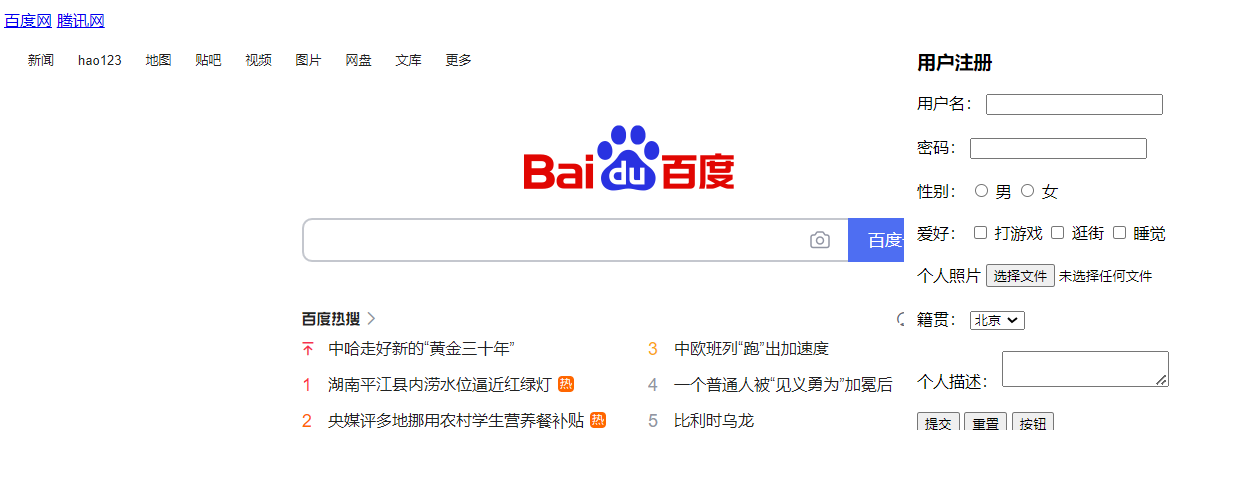 百度网 腾讯网
新闻 hao123 地图 贴吧 视频 图片 网盘 文库 更多
Baidu百度
百度
百度热搜
中哈走好新的“黄金三十年”
1 湖南平江县内涝水位逼近红绿灯 热
2 央媒评多地挪用农村学生营养餐补贴 热
3 中欧班列“跑”出加速度
4 一个普通人被“见义勇为”加冕后
5 比利时乌龙
用户注册
用户名：
密码：
性别： 男 女
爱好： 打游戏 逛街 睡觉
个人照片 选择文件 未选择任何文件
籍贯： 北京
个人描述：
提交 重置 按钮